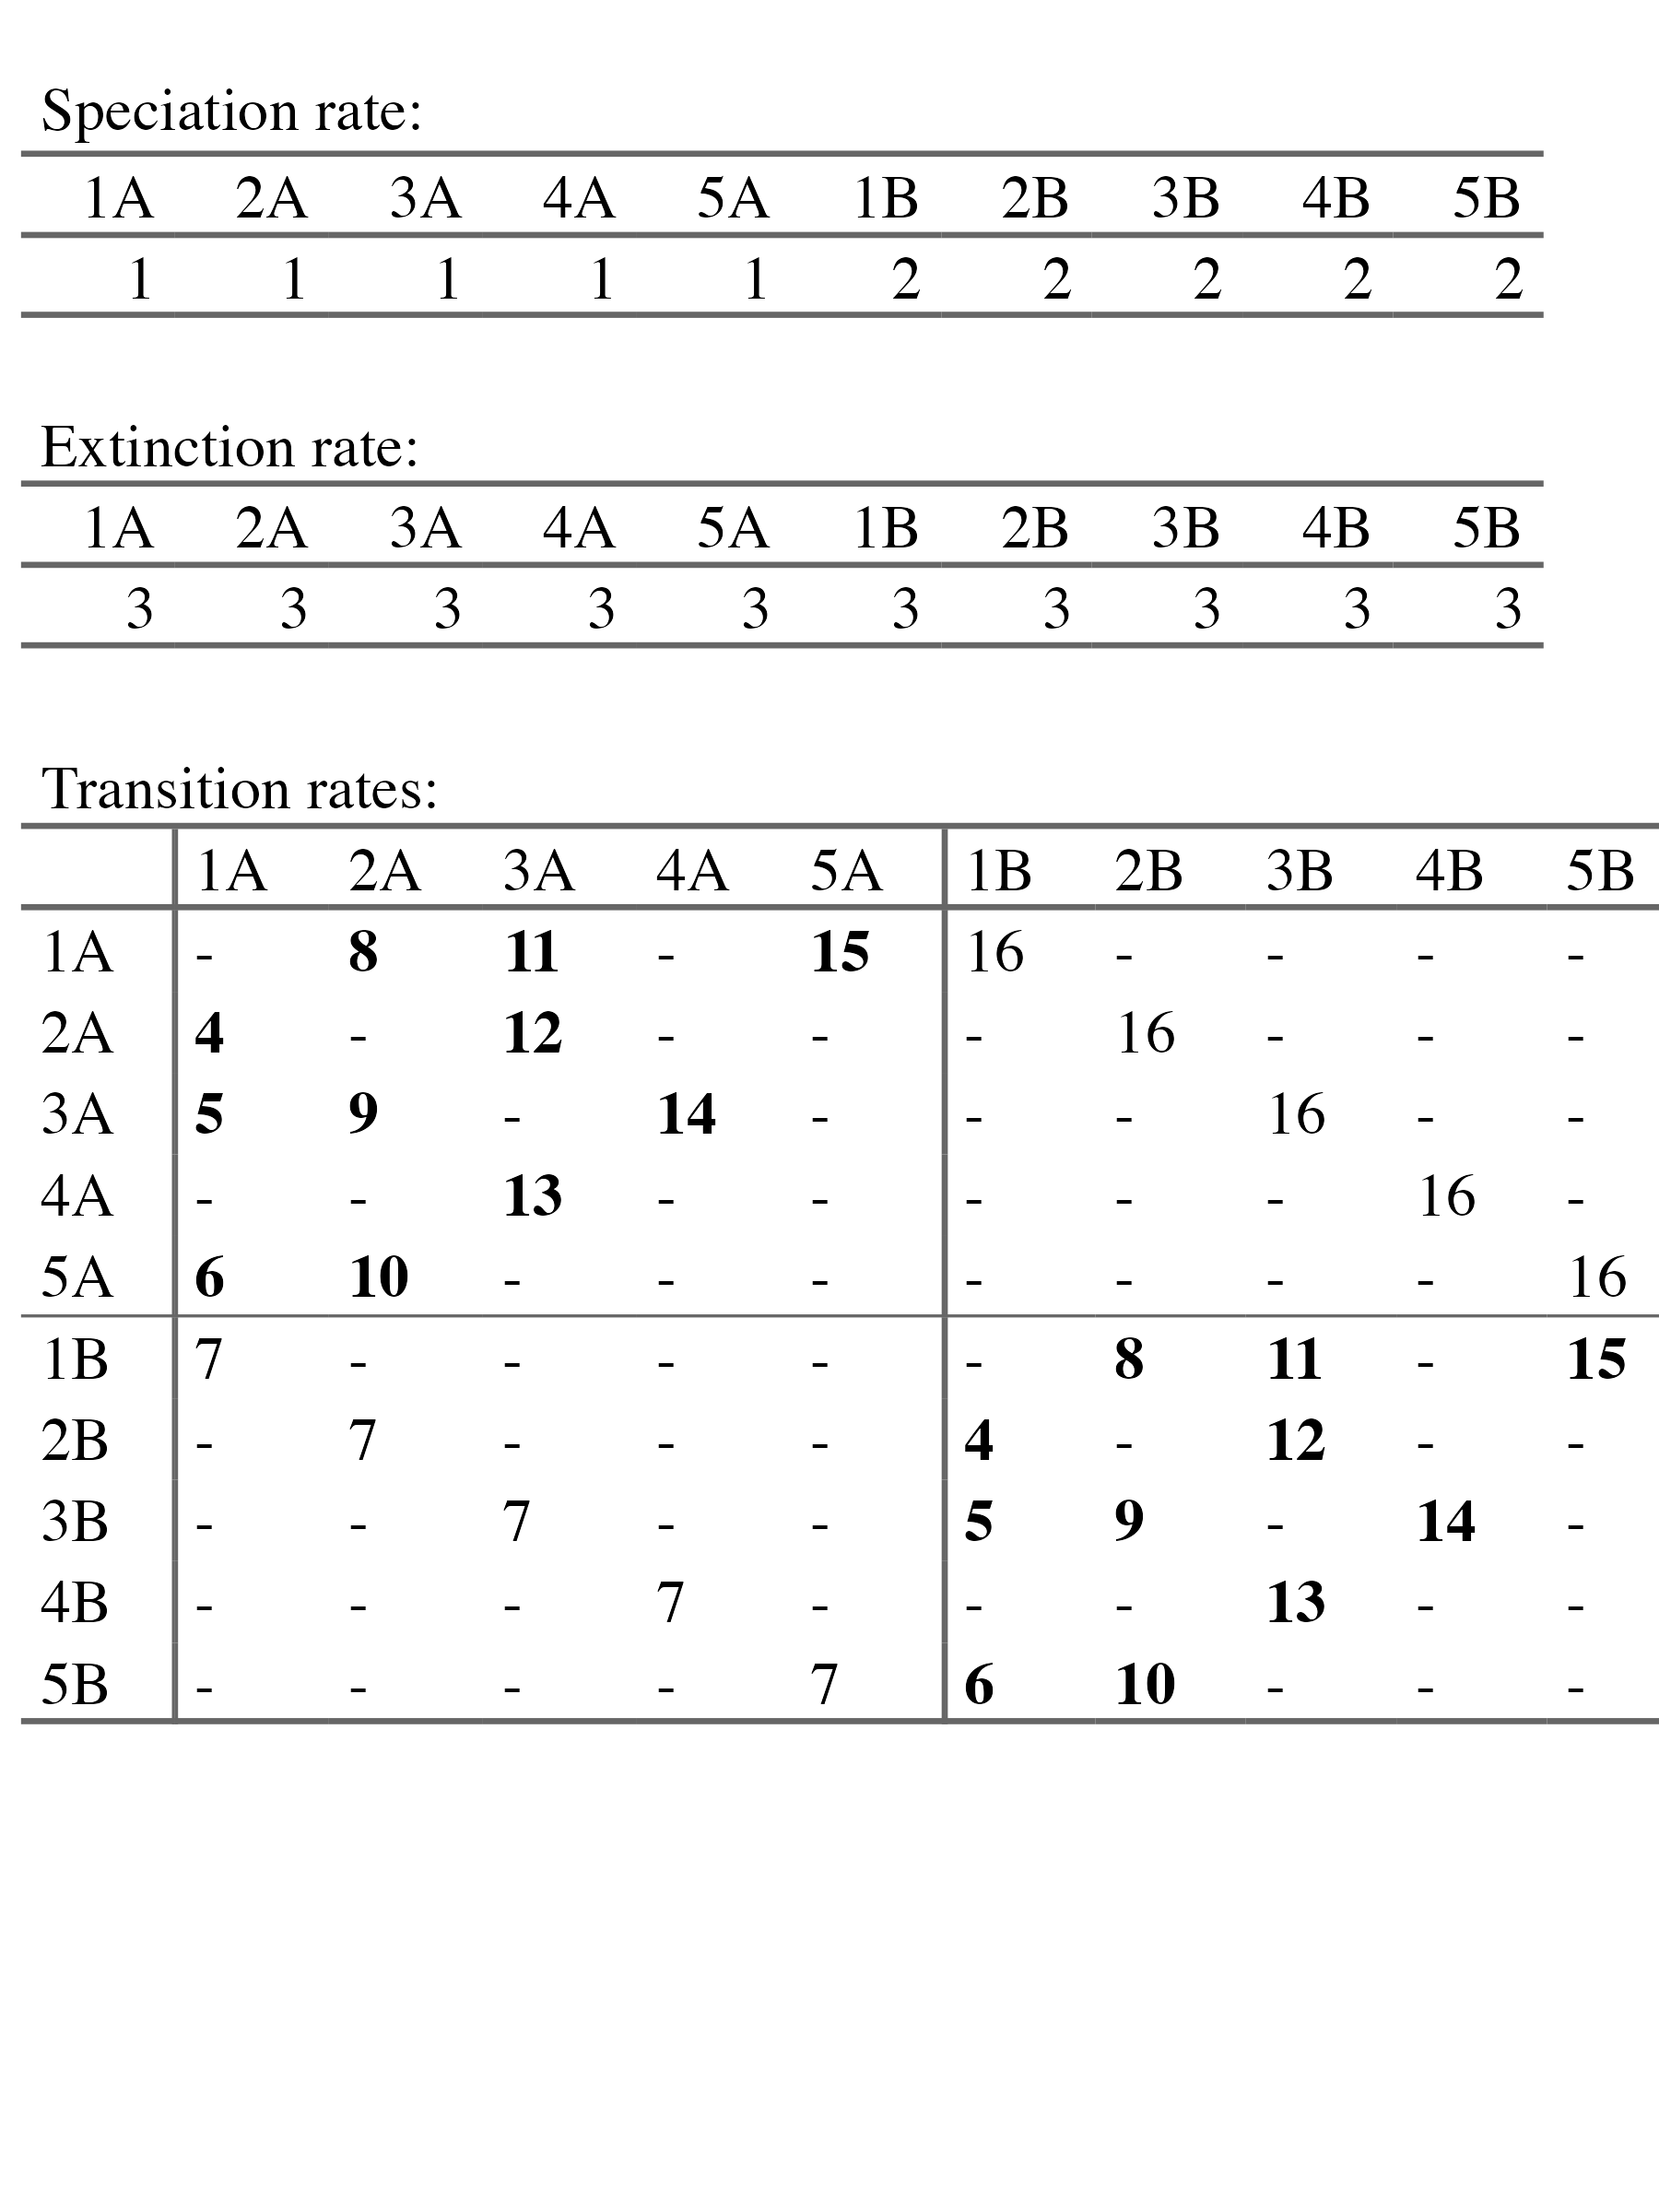 Speciation rate:
1A 2A 3A 4A 5A 1B 2B 3B 4B 5B
1 1 1 1 1 2 2 2 2 2
Extinction rate:
1A 2A 3A 4A 5A 1B 2B 3B 4B 5B
3 3 3 3 3 3 3 3 3 3
Transition rates:
1A 2A 3A 4A 5A 1B 2B 3B 4B 5B
1A - 8 11 - 15 16 - - - -
2A 4 - 12 - - - 16 - - -
3A 5 9 - 14 - - - 16 - -
4A - - 13 - - - - - 16 -
5A 6 10 - - - - - - - 16
1B 7 - - - - - 8 11 - 15
2B - 7 - - - 4 - 12 - -
3B - - 7 - - 5 9 - 14 -
4B - - - 7 - - - 13 - -
5B - - - - 7 6 10 - - -